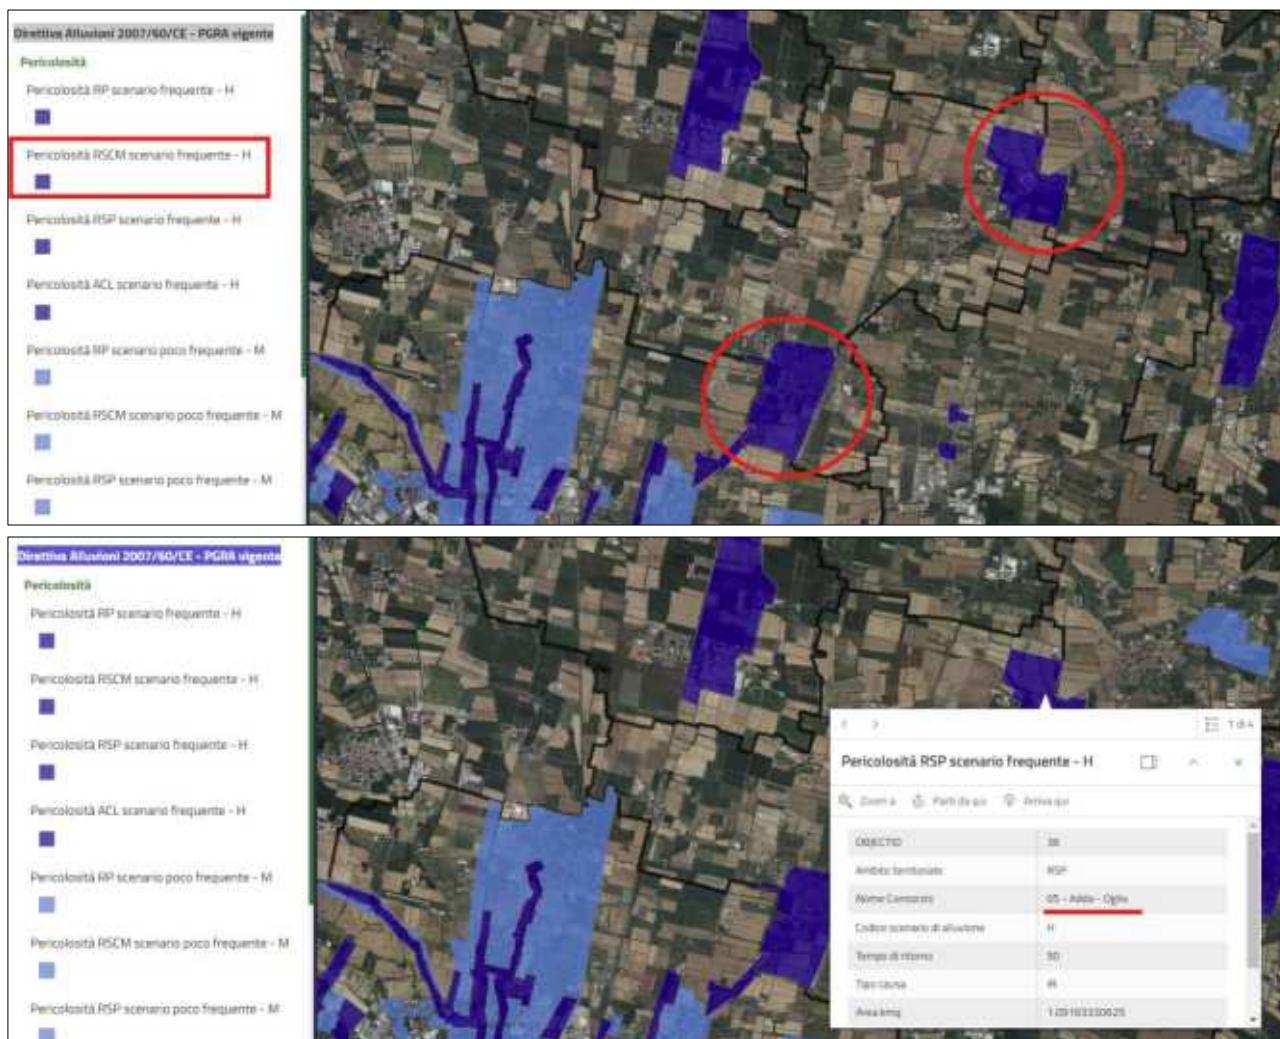 Direttiva Alluvioni 2007/60/CE - PGRA vigente
Pericolosità
Pericolosità RP scenario frequente - H
Pericolosità RSCM scenario frequente - H
Pericolosità RSP scenario frequente - H
Pericolosità ACL scenario frequente - H
Pericolosità RP scenario poco frequente - M
Pericolosità RSCM scenario poco frequente - M
Pericolosità RSP scenario poco frequente - M
Direttiva Alluvioni 2007/60/CE - PGRA vigente
Pericolosità
Pericolosità RP scenario frequente - H
Pericolosità RSCM scenario frequente - H
Pericolosità RSP scenario frequente - H
Pericolosità ACL scenario frequente - H
Pericolosità RP scenario poco frequente - M
Pericolosità RSCM scenario poco frequente - M
Pericolosità RSP scenario poco frequente - M
1 di 4
Pericolosità RSP scenario frequente - H
Zoom a Parti da qui Arriva qui
OBJECTID 38
Ambito territoriale RSP
Nome Consorzio 05 - Adda - Oglio
Codice scenario di alluvione H
Tempo di ritorno 50
Tipo causa
Area kmq